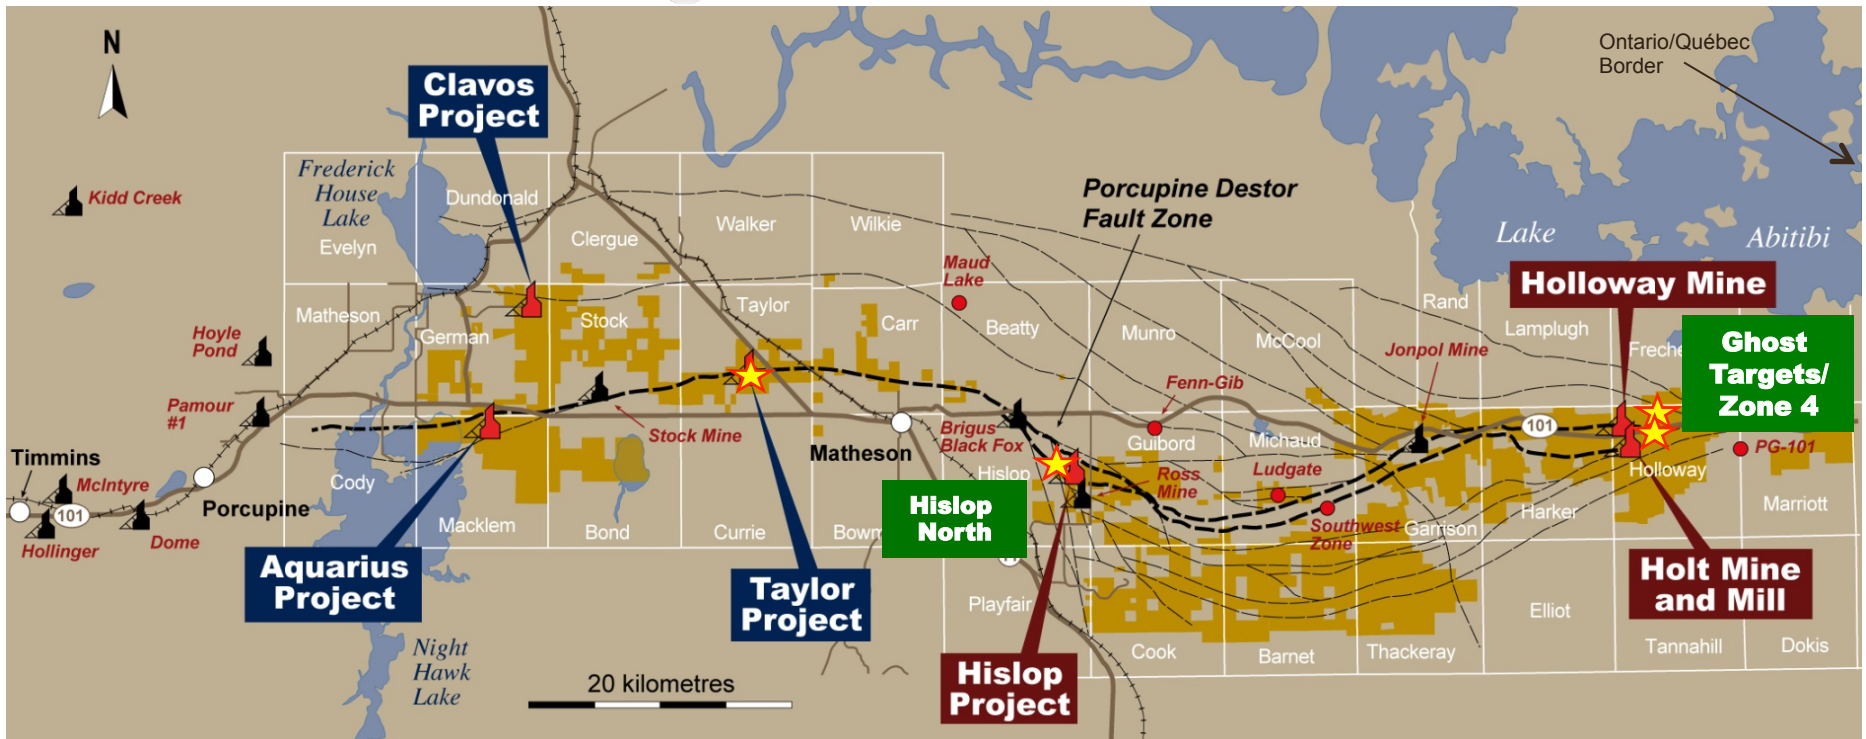 N
Ontario/Québec
Border
Clavos
Project
Frederick
House
Lake
Kidd Creek
Dundonald
Porcupine Destor
Fault Zone
Evelyn
Clergue
Walker
Wilkie
Lake
Abitibi
Maud
Lake
Holloway Mine
Matheson
German
Stock
Taylor
Carr
Beatty
Munro
McCool
Rand
Lamplugh
Freche
Ghost
Targets/
Zone 4
Hoyle
Pond
Jonpol Mine
Fenn-Gib
Pamour
#1
Stock Mine
Brigus
Black Fox
Guibord
Michaud
101
PG-101
Timmins
McIntyre
Matheson
Hislop
Ross
Mine
Ludgate
Holloway
Cody
Porcupine
101
Hollinger
Dome
Macklem
Bond
Currie
Bowm
Hislop
North
Southwest
Zone
Garrison
Harker
Marriott
Aquarius
Project
Taylor
Project
Playfair
Holt Mine
and Mill
Elliot
Night
Hawk
Lake
20 kilometres
Hislop
Project
Cook
Barnet
Thackeray
Tannahill
Dokis